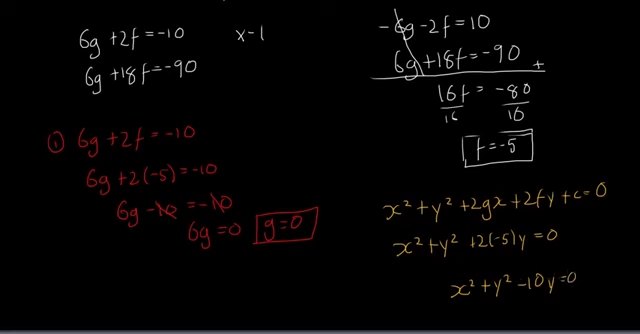 6g + 2f = -10    x - 1
6g + 18f = -90
- 6g - 2f = 10
6g + 18f = -90 +
16f = -80
16    16
f = -5
① 6g + 2f = -10
6g + 2(-5) = -10
6g - 10 = -10
6g = 0    g = 0
x² + y² + 2gx + 2fy + c = 0
x² + y² + 2(-5)y = 0
x² + y² - 10y = 0